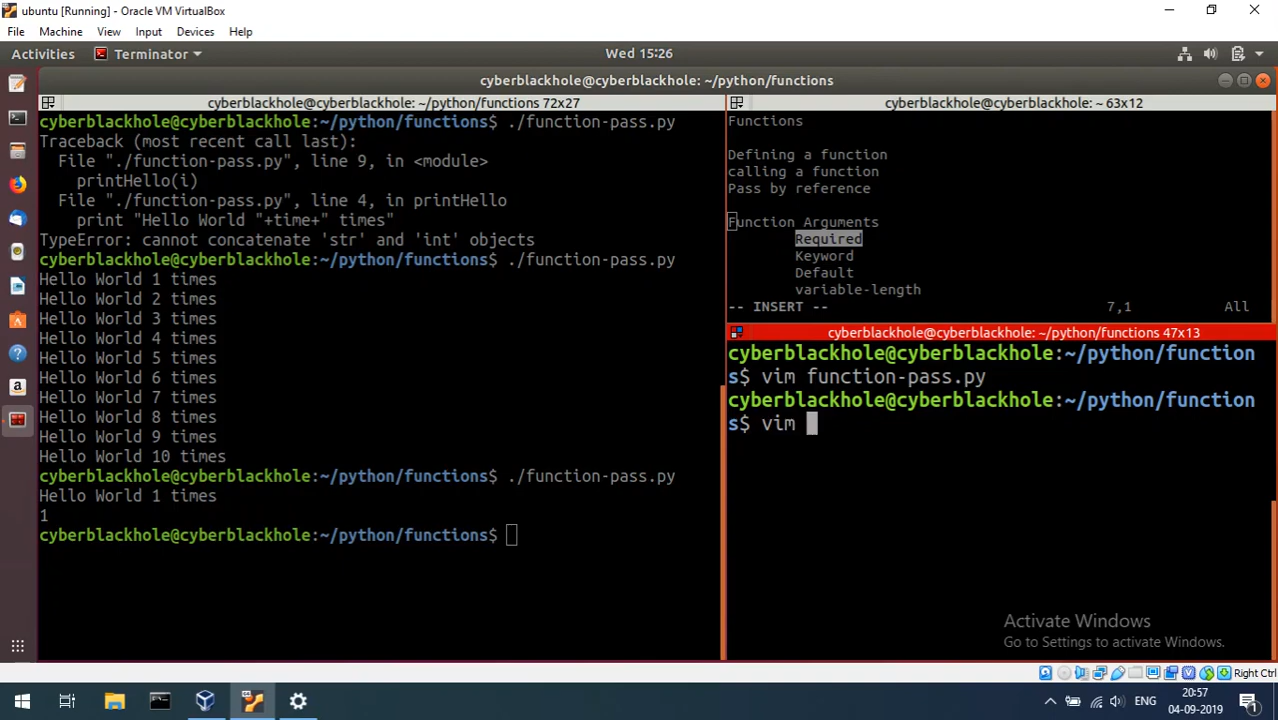 ubuntu [Running] - Oracle VM VirtualBox
File Machine View Input Devices Help
Activities Terminator Wed 15:26
cyberblackhole@cyberblackhole: ~/python/functions
cyberblackhole@cyberblackhole: ~/python/functions 72x27
cyberblackhole@cyberblackhole:~/python/functions$ ./function-pass.py
Traceback (most recent call last):
File "./function-pass.py", line 9, in <module>
printHello(i)
File "./function-pass.py", line 4, in printHello
print "Hello World "+time+" times"
TypeError: cannot concatenate 'str' and 'int' objects
cyberblackhole@cyberblackhole:~/python/functions$ ./function-pass.py
Hello World 1 times
Hello World 2 times
Hello World 3 times
Hello World 4 times
Hello World 5 times
Hello World 6 times
Hello World 7 times
Hello World 8 times
Hello World 9 times
Hello World 10 times
cyberblackhole@cyberblackhole:~/python/functions$ ./function-pass.py
Hello World 1 times
1
cyberblackhole@cyberblackhole:~/python/functions$
cyberblackhole@cyberblackhole: ~ 63x12
Functions
Defining a function
calling a function
Pass by reference
Function Arguments
Required
Keyword
Default
variable-length
-- INSERT -- 7,1 All
cyberblackhole@cyberblackhole: ~/python/functions 47x13
cyberblackhole@cyberblackhole:~/python/function
s$ vim function-pass.py
cyberblackhole@cyberblackhole:~/python/function
s$ vim
Activate Windows
Go to Settings to activate Windows.
Right Ctrl
ENG
20:57
04-09-2019
1